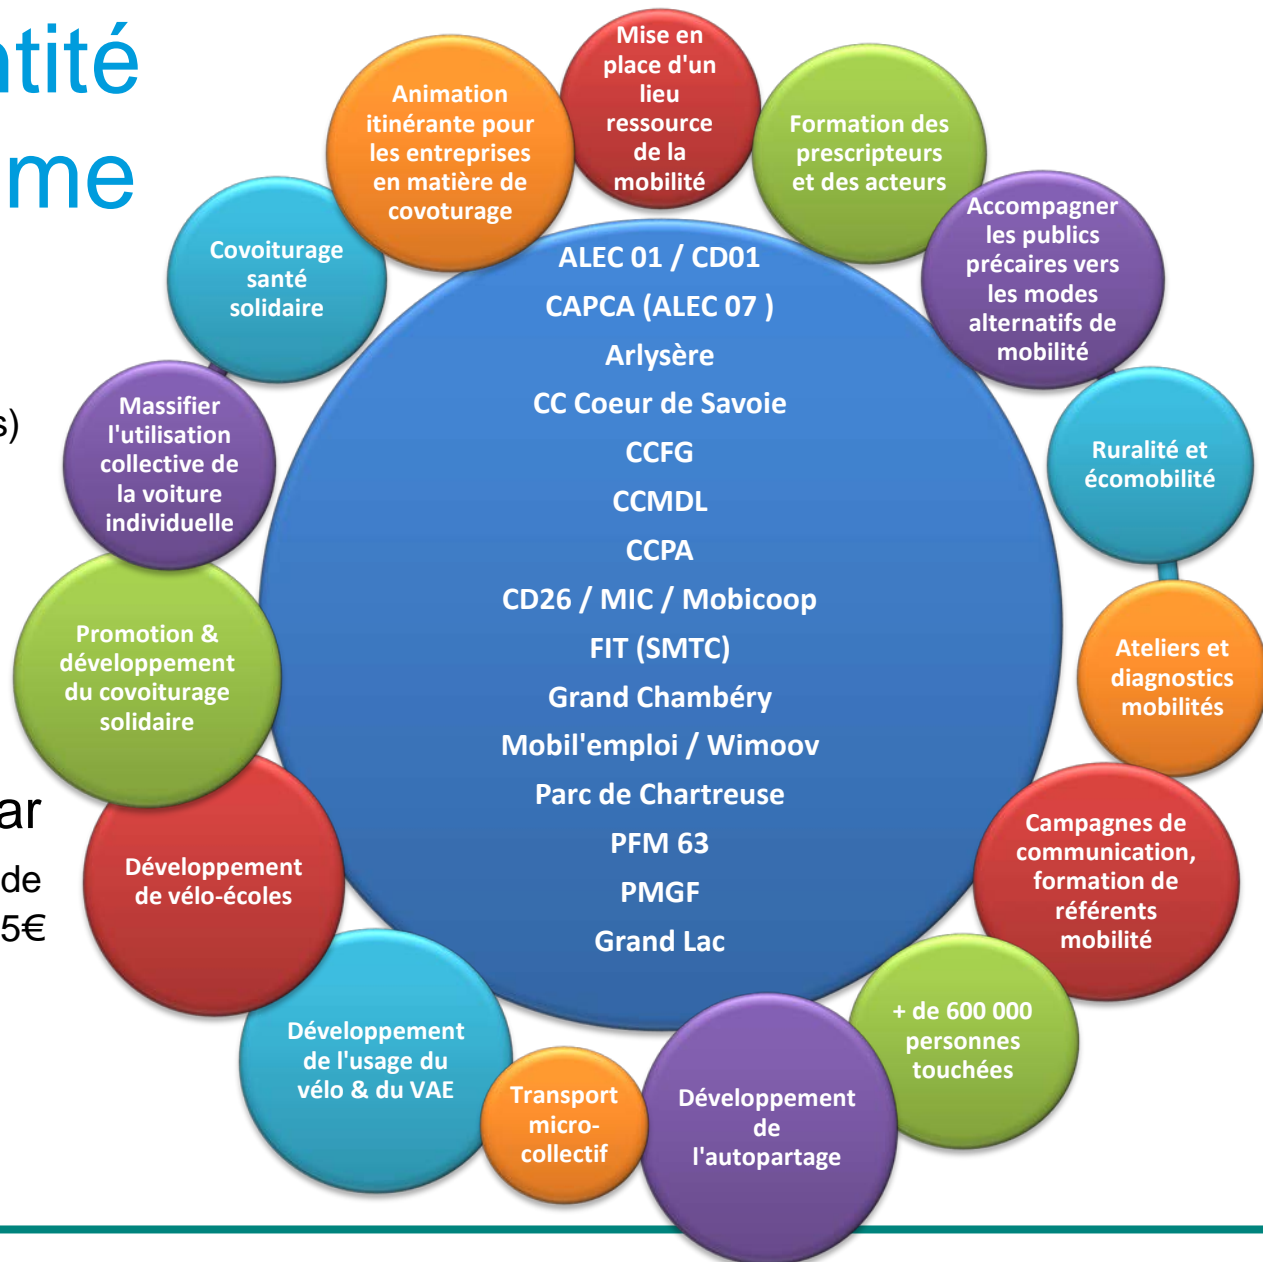 ntité
me
s)
ar
de
5€
Mise en
place d'un
lieu
ressource
de la
mobilité
Formation des
prescripteurs
et des acteurs
Accompagner
les publics
précaires vers
les modes
alternatifs de
mobilité
Ruralité et
écomobilité
Ateliers et
diagnostics
mobilités
Campagnes de
communication,
formation de
référents
mobilité
+ de 600 000
personnes
touchées
Développement
de
l'autopartage
Transport
micro-
collectif
Développement
de l'usage du
vélo & du VAE
Développement
de vélo-écoles
Promotion &
développement
du covoiturage
solidaire
Massifier
l'utilisation
collective de
la voiture
individuelle
Covoiturage
santé
solidaire
Animation
itinérante pour
les entreprises
en matière de
covoturage
ALEC 01 / CD01
CAPCA (ALEC 07 )
Arlysère
CC Coeur de Savoie
CCFG
CCMDL
CCPA
CD26 / MIC / Mobicoop
FIT (SMTC)
Grand Chambéry
Mobil'emploi / Wimoov
Parc de Chartreuse
PFM 63
PMGF
Grand Lac